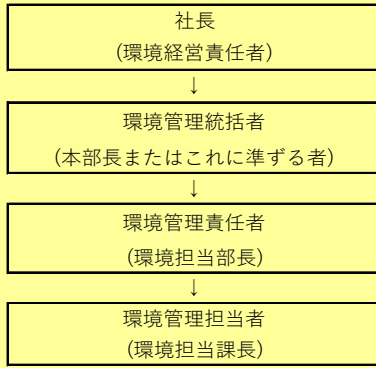 社長
(環境経営責任者)
↓
環境管理統括者
(本部長またはこれに準ずる者)
↓
環境管理責任者
(環境担当部長)
↓
環境管理担当者
(環境担当課長)